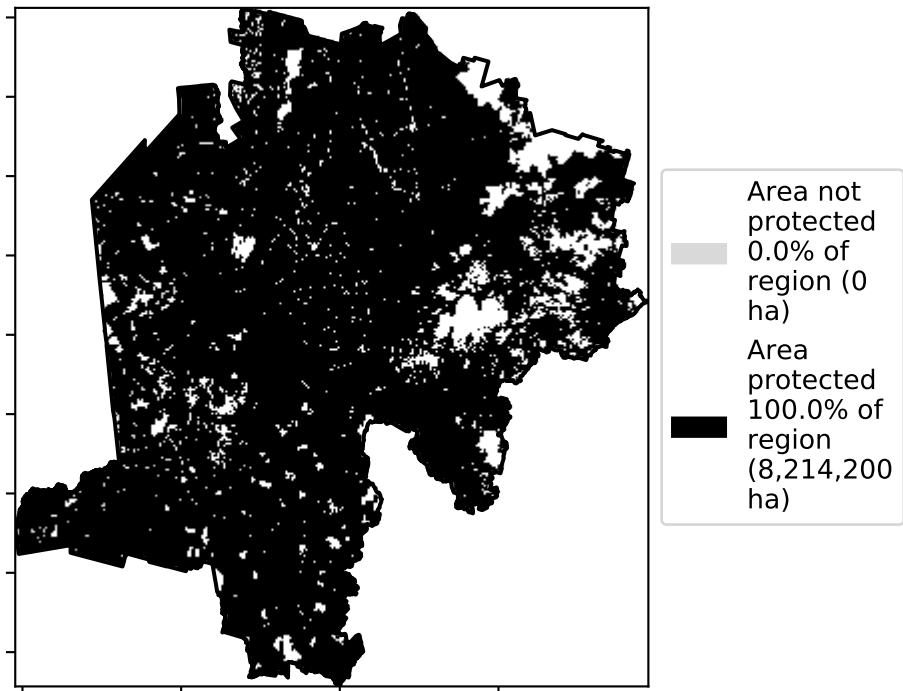 Area not
protected
0.0% of
region (0
ha)
Area
protected
100.0% of
region
(8,214,200
ha)